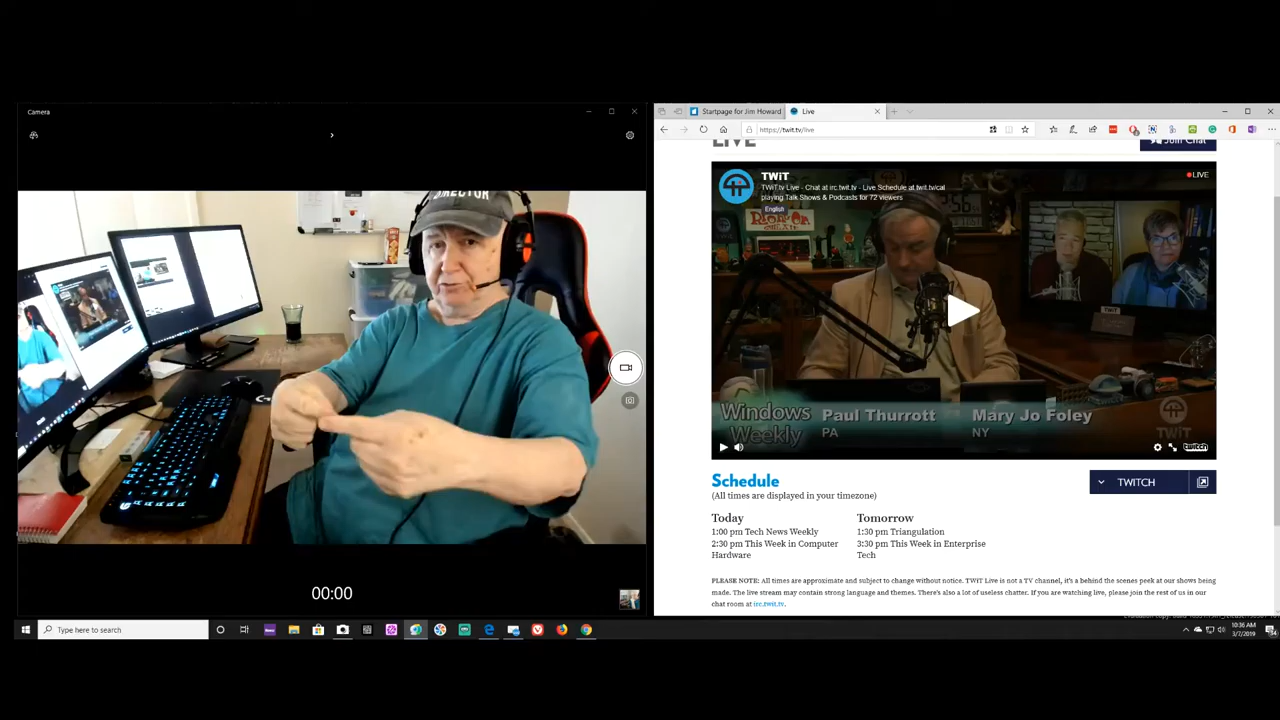 Camera
DIRECTOR
00:00
Startpage for Jim Howard
Live
https://twit.tv/live
LIVE
Join Chat
TWiT
TWiT.tv Live - Chat at irc.twit.tv - Live Schedule at twit.tv/cal
playing Talk Shows & Podcasts for 72 viewers
English
LIVE
TWiT
Windows
Weekly
Paul Thurrott
PA
Mary Jo Foley
NY
TWiT
twitch
Schedule
(All times are displayed in your timezone)
TWITCH
Today
1:00 pm Tech News Weekly
2:30 pm This Week in Computer
Hardware
Tomorrow
1:30 pm Triangulation
3:30 pm This Week in Enterprise
Tech
PLEASE NOTE: All times are approximate and subject to change without notice. TWiT Live is not a TV channel, it's a behind the scenes peek at our shows being
made. The live stream may contain strong language and themes. There's also a lot of useless chatter. If you are watching live, please join the rest of us in our
chat room at irc.twit.tv.
Type here to search
10:36 AM
3/7/2019